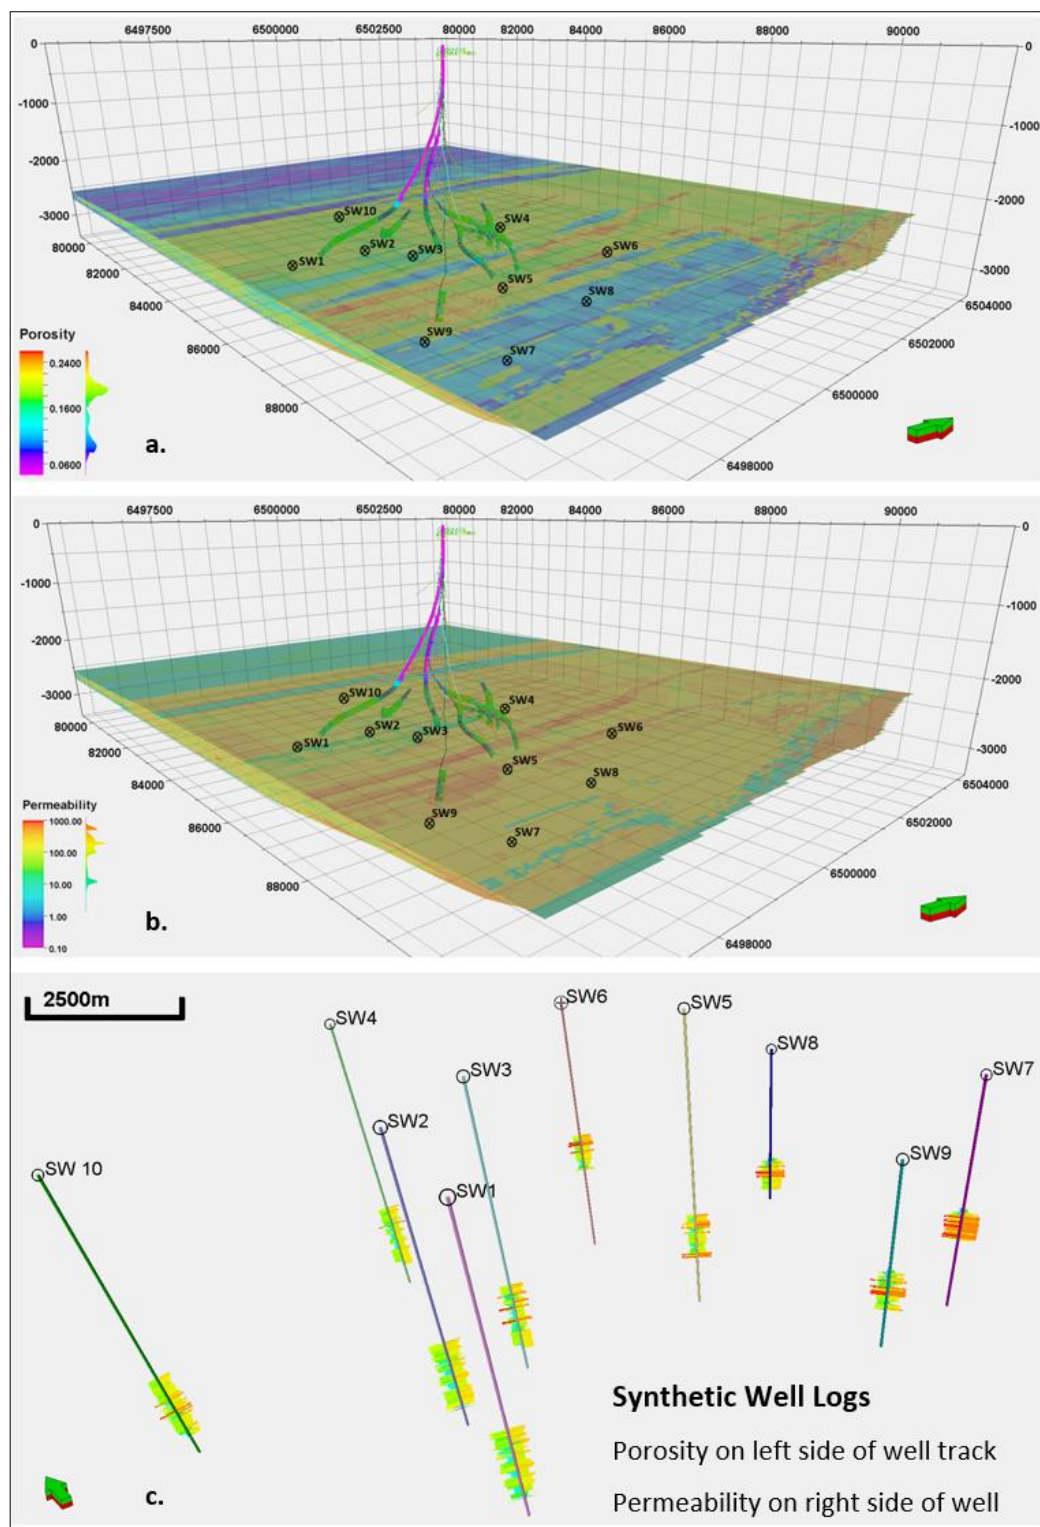 6497500 6500000 6502500 80000 82000 84000 86000 88000 90000
0 0
-1000 -1000
-2000 -2000
-3000 -3000
SW10 SW4
SW2 SW3 SW6
SW1
SW5 SW8
SW9
SW7
80000
82000
84000
86000
88000
6504000
6502000
6500000
6498000
Porosity
0.2400
0.1600
0.0600
a.
6497500 6500000 6502500 80000 82000 84000 86000 88000 90000
0 0
-1000 -1000
-2000 -2000
-3000 -3000
SW10 SW4
SW2 SW3 SW6
SW1
SW5 SW8
SW9
SW7
80000
82000
84000
86000
88000
6504000
6502000
6500000
6498000
Permeability
1000.00
100.00
10.00
1.00
0.10
b.
2500m
SW4 SW6 SW5
SW8
SW3 SW7
SW2
SW 10 SW1 SW9
Synthetic Well Logs
Porosity on left side of well track
Permeability on right side of well
c.